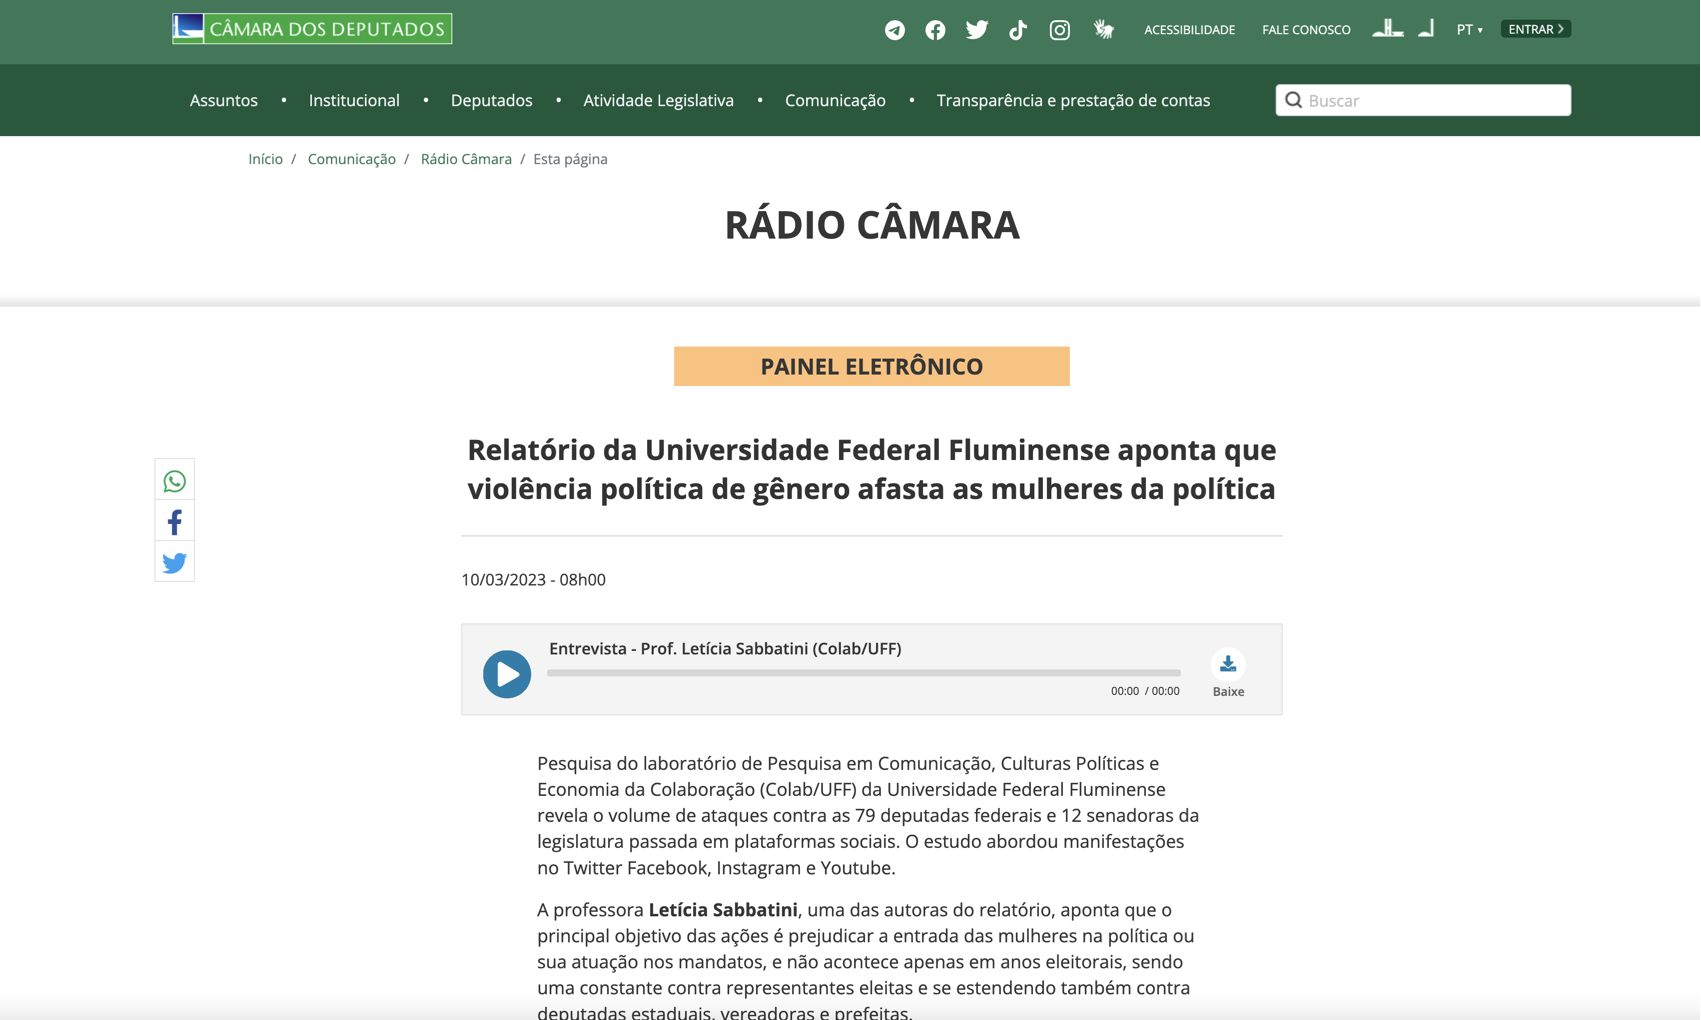 CÂMARA DOS DEPUTADOS
ACESSIBILIDADE
FALE CONOSCO
PT
ENTRAR
Assuntos • Institucional • Deputados • Atividade Legislativa • Comunicação • Transparência e prestação de contas
Buscar
Início / Comunicação / Rádio Câmara / Esta página
RÁDIO CÂMARA
PAINEL ELETRÔNICO
Relatório da Universidade Federal Fluminense aponta que
violência política de gênero afasta as mulheres da política
10/03/2023 - 08h00
Entrevista - Prof. Letícia Sabbatini (Colab/UFF)
00:00 / 00:00
Baixe
Pesquisa do laboratório de Pesquisa em Comunicação, Culturas Políticas e
Economia da Colaboração (Colab/UFF) da Universidade Federal Fluminense
revela o volume de ataques contra as 79 deputadas federais e 12 senadoras da
legislatura passada em plataformas sociais. O estudo abordou manifestações
no Twitter Facebook, Instagram e Youtube.
A professora Letícia Sabbatini, uma das autoras do relatório, aponta que o
principal objetivo das ações é prejudicar a entrada das mulheres na política ou
sua atuação nos mandatos, e não acontece apenas em anos eleitorais, sendo
uma constante contra representantes eleitas e se estendendo também contra
deputadas estaduais, vereadoras e prefeitas.